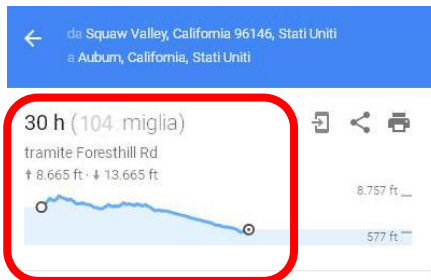 da Squaw Valley, California 96146, Stati Uniti
a Auburn, California, Stati Uniti
30 h (104 miglia)
tramite Foresthill Rd
↑ 8.665 ft · ↓ 13.665 ft
8.757 ft
577 ft